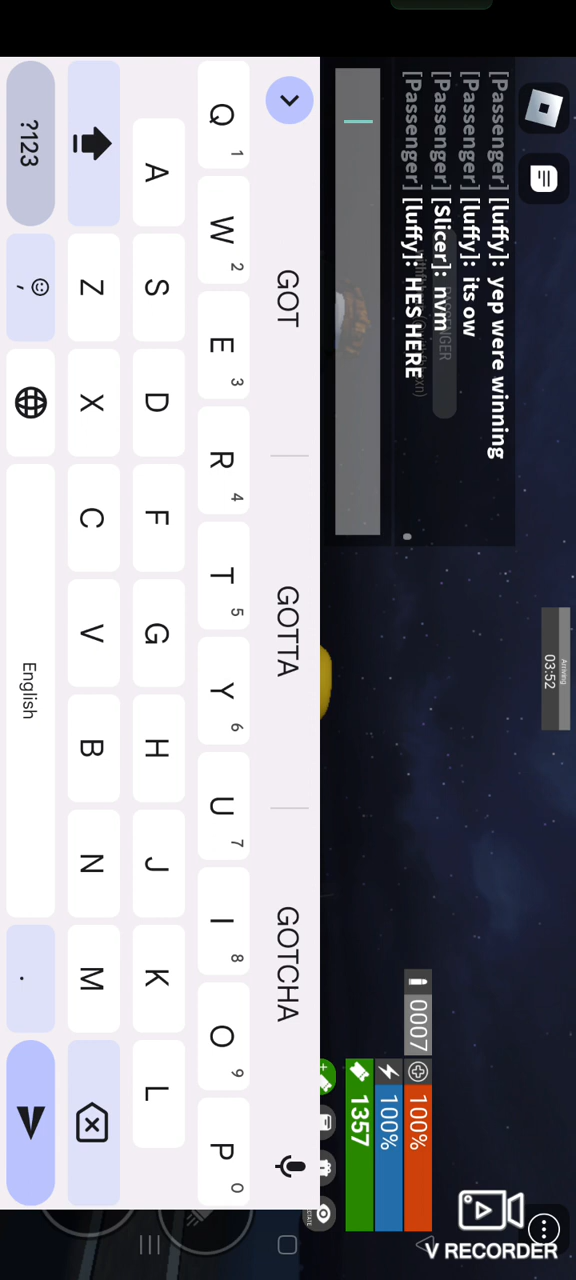 [Passenger] [luffy]: yep were winning
[Passenger] [luffy]: its ow
[Passenger] [Slicer]: nvm
[Passenger] [luffy]: HES HERE
PASSENGER
Arriving
03:52
0007
100%
100%
1357
GOT
GOTTA
GOTCHA
Q 1 W 2 E 3 R 4 T 5 Y 6 U 7 I 8 O 9 P 0
A S D F G H J K L
Z X C V B N M
?123 , English .
V RECORDER